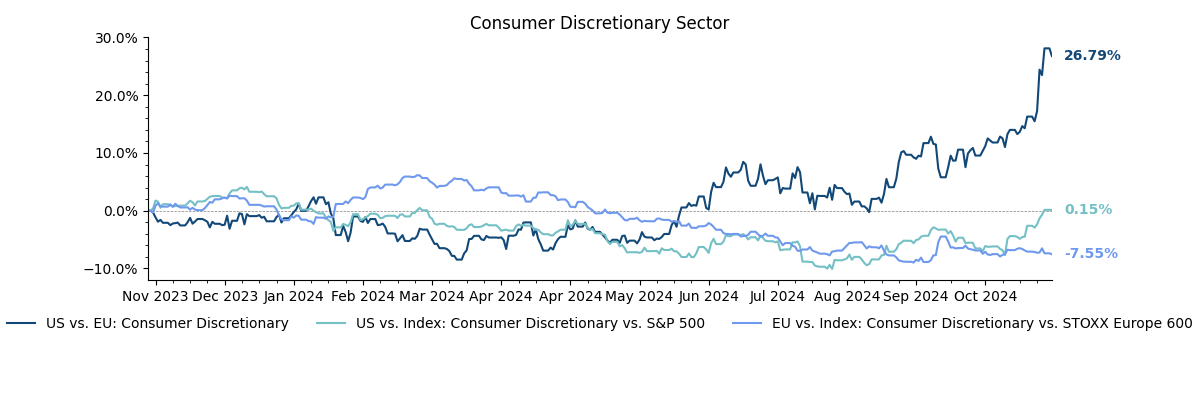 Consumer Discretionary Sector
30.0%
20.0%
10.0%
0.0%
−10.0%
26.79%
0.15%
-7.55%
Nov 2023 Dec 2023 Jan 2024 Feb 2024 Mar 2024 Apr 2024 Apr 2024 May 2024 Jun 2024 Jul 2024 Aug 2024 Sep 2024 Oct 2024
US vs. EU: Consumer Discretionary US vs. Index: Consumer Discretionary vs. S&P 500 EU vs. Index: Consumer Discretionary vs. STOXX Europe 600